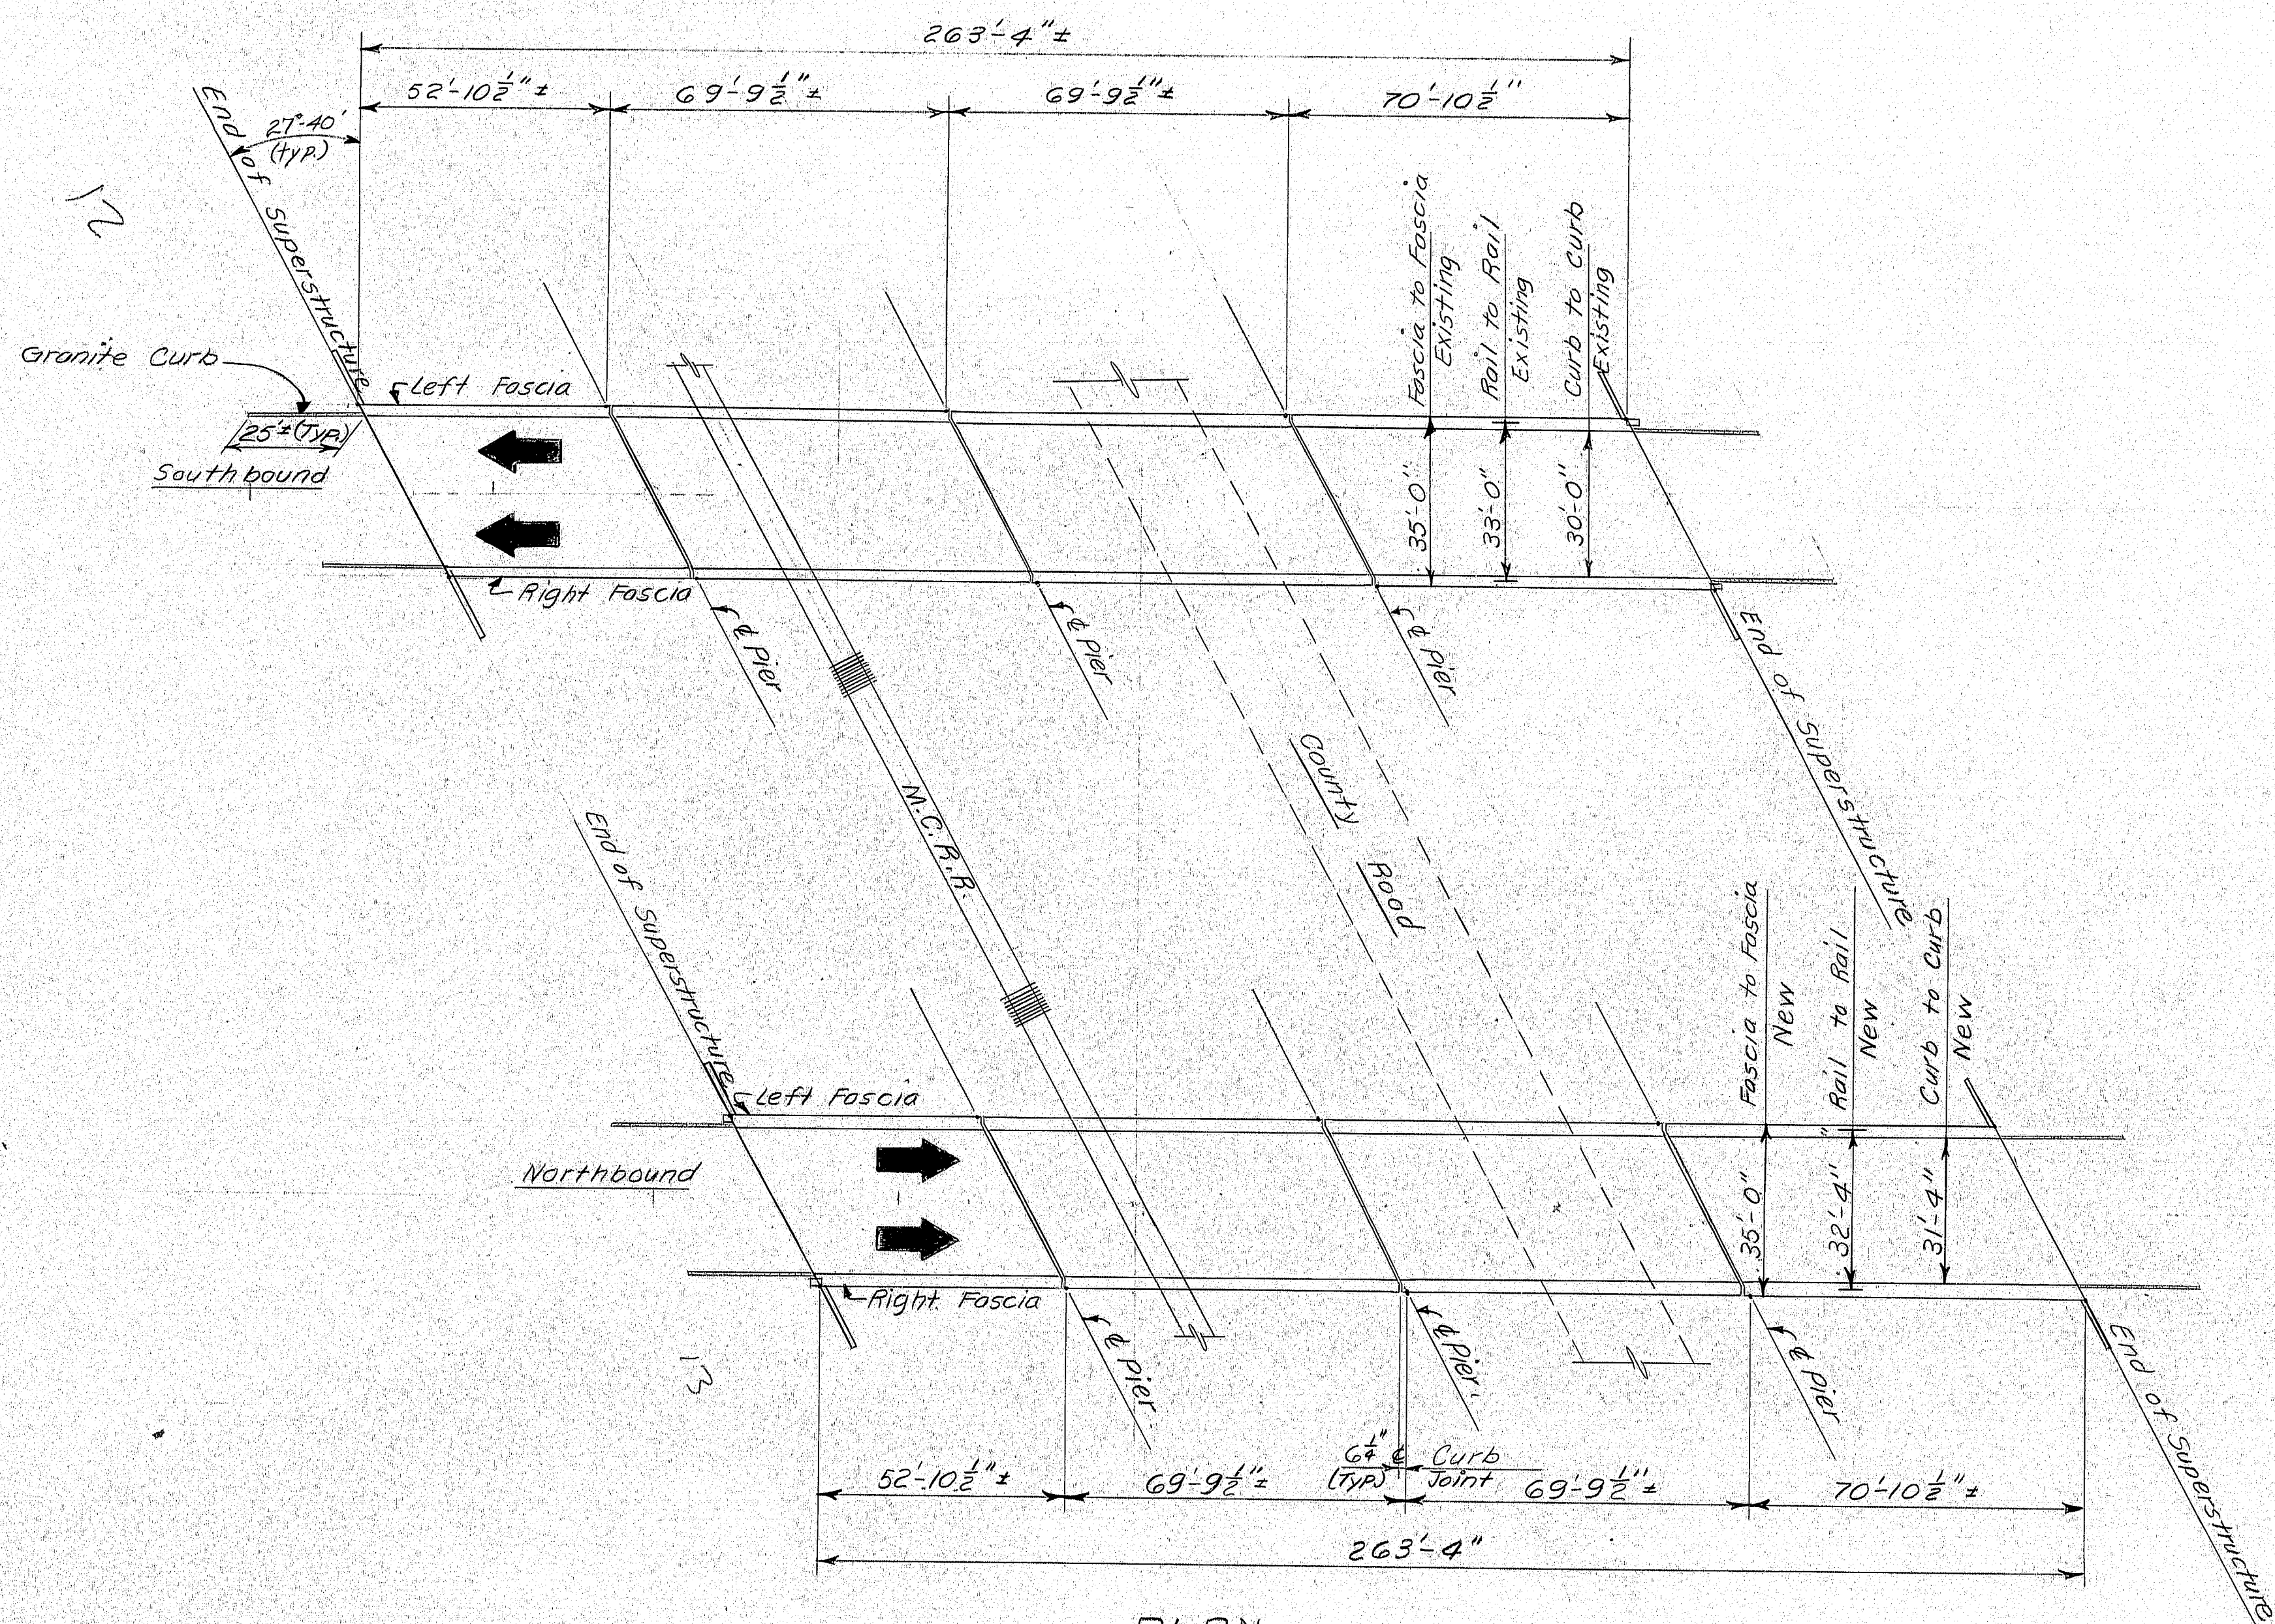 263'-4"±
52'-10½"±
69'-9½"±
69'-9½"±
70'-10½"
End of Superstructure
27°-40'
(typ.)
12
Fascia to Fascia
Existing
Rail to Rail
Existing
Curb to Curb
Existing
Granite Curb
Left Fascia
25'±(Typ.)
Southbound
35'-0"
33'-0"
30'-0"
Right Fascia
℄ Pier
℄ Pier
℄ Pier
End of Superstructure
County
Road
M.C.R.R.
End of Superstructure
Fascia to Fascia
New
Rail to Rail
New
Curb to Curb
New
Left Fascia
Northbound
35'-0"
32'-4"
31'-4"
Right Fascia
13
℄ Pier
℄ Pier
℄ Pier
End of Superstructure
6¼"
(Typ.)
℄ Curb
Joint
52'-10½"±
69'-9½"±
69'-9½"±
70'-10½"±
263'-4"
PLAN